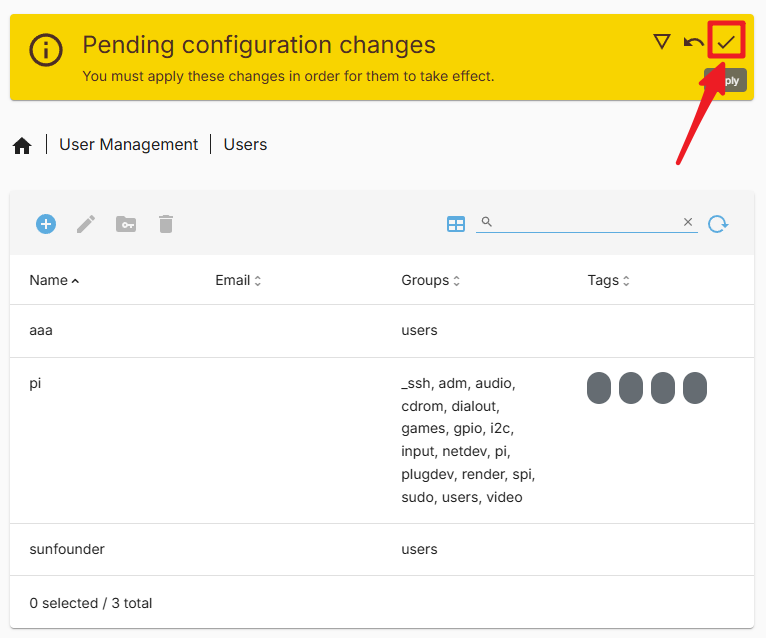 Pending configuration changes
You must apply these changes in order for them to take effect.
User Management
Users
Name
Email
Groups
Tags
aaa
users
pi
_ssh, adm, audio,
cdrom, dialout,
games, gpio, i2c,
input, netdev, pi,
plugdev, render, spi,
sudo, users, video
sunfounder
users
0 selected / 3 total